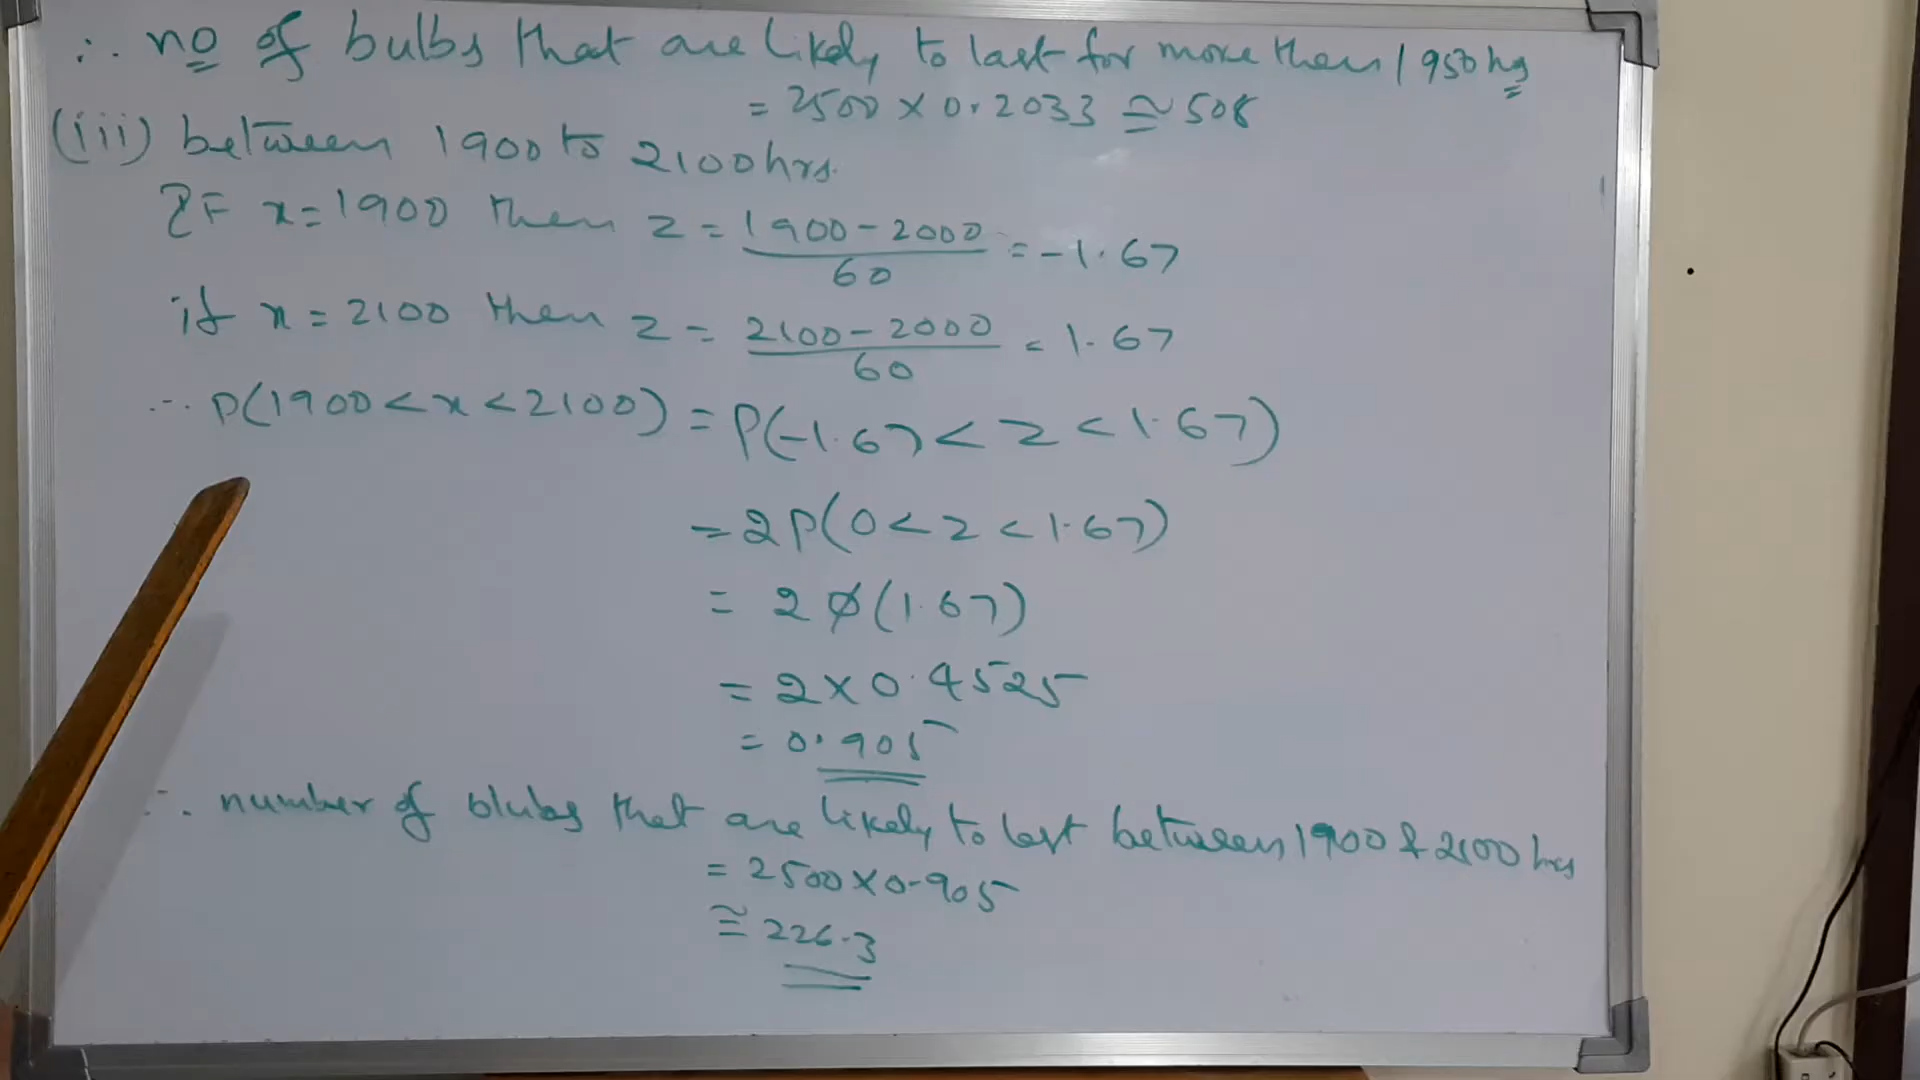 ∴ no of bulbs that are likely to last for more than 1950 hrs
= 2500 × 0.2033 ≅ 508
(iii) between 1900 to 2100 hrs.
If x = 1900 then z = (1900 - 2000)/60 = -1.67
if x = 2100 then z = (2100 - 2000)/60 = 1.67
∴ P(1900 < x < 2100) = P(-1.67 < z < 1.67)
= 2P(0 < z < 1.67)
= 2ϕ(1.67)
= 2 × 0.4525
= 0.905
∴ number of blubs that are likely to last between 1900 & 2100 hrs
= 2500 × 0.905
≅ 226.3